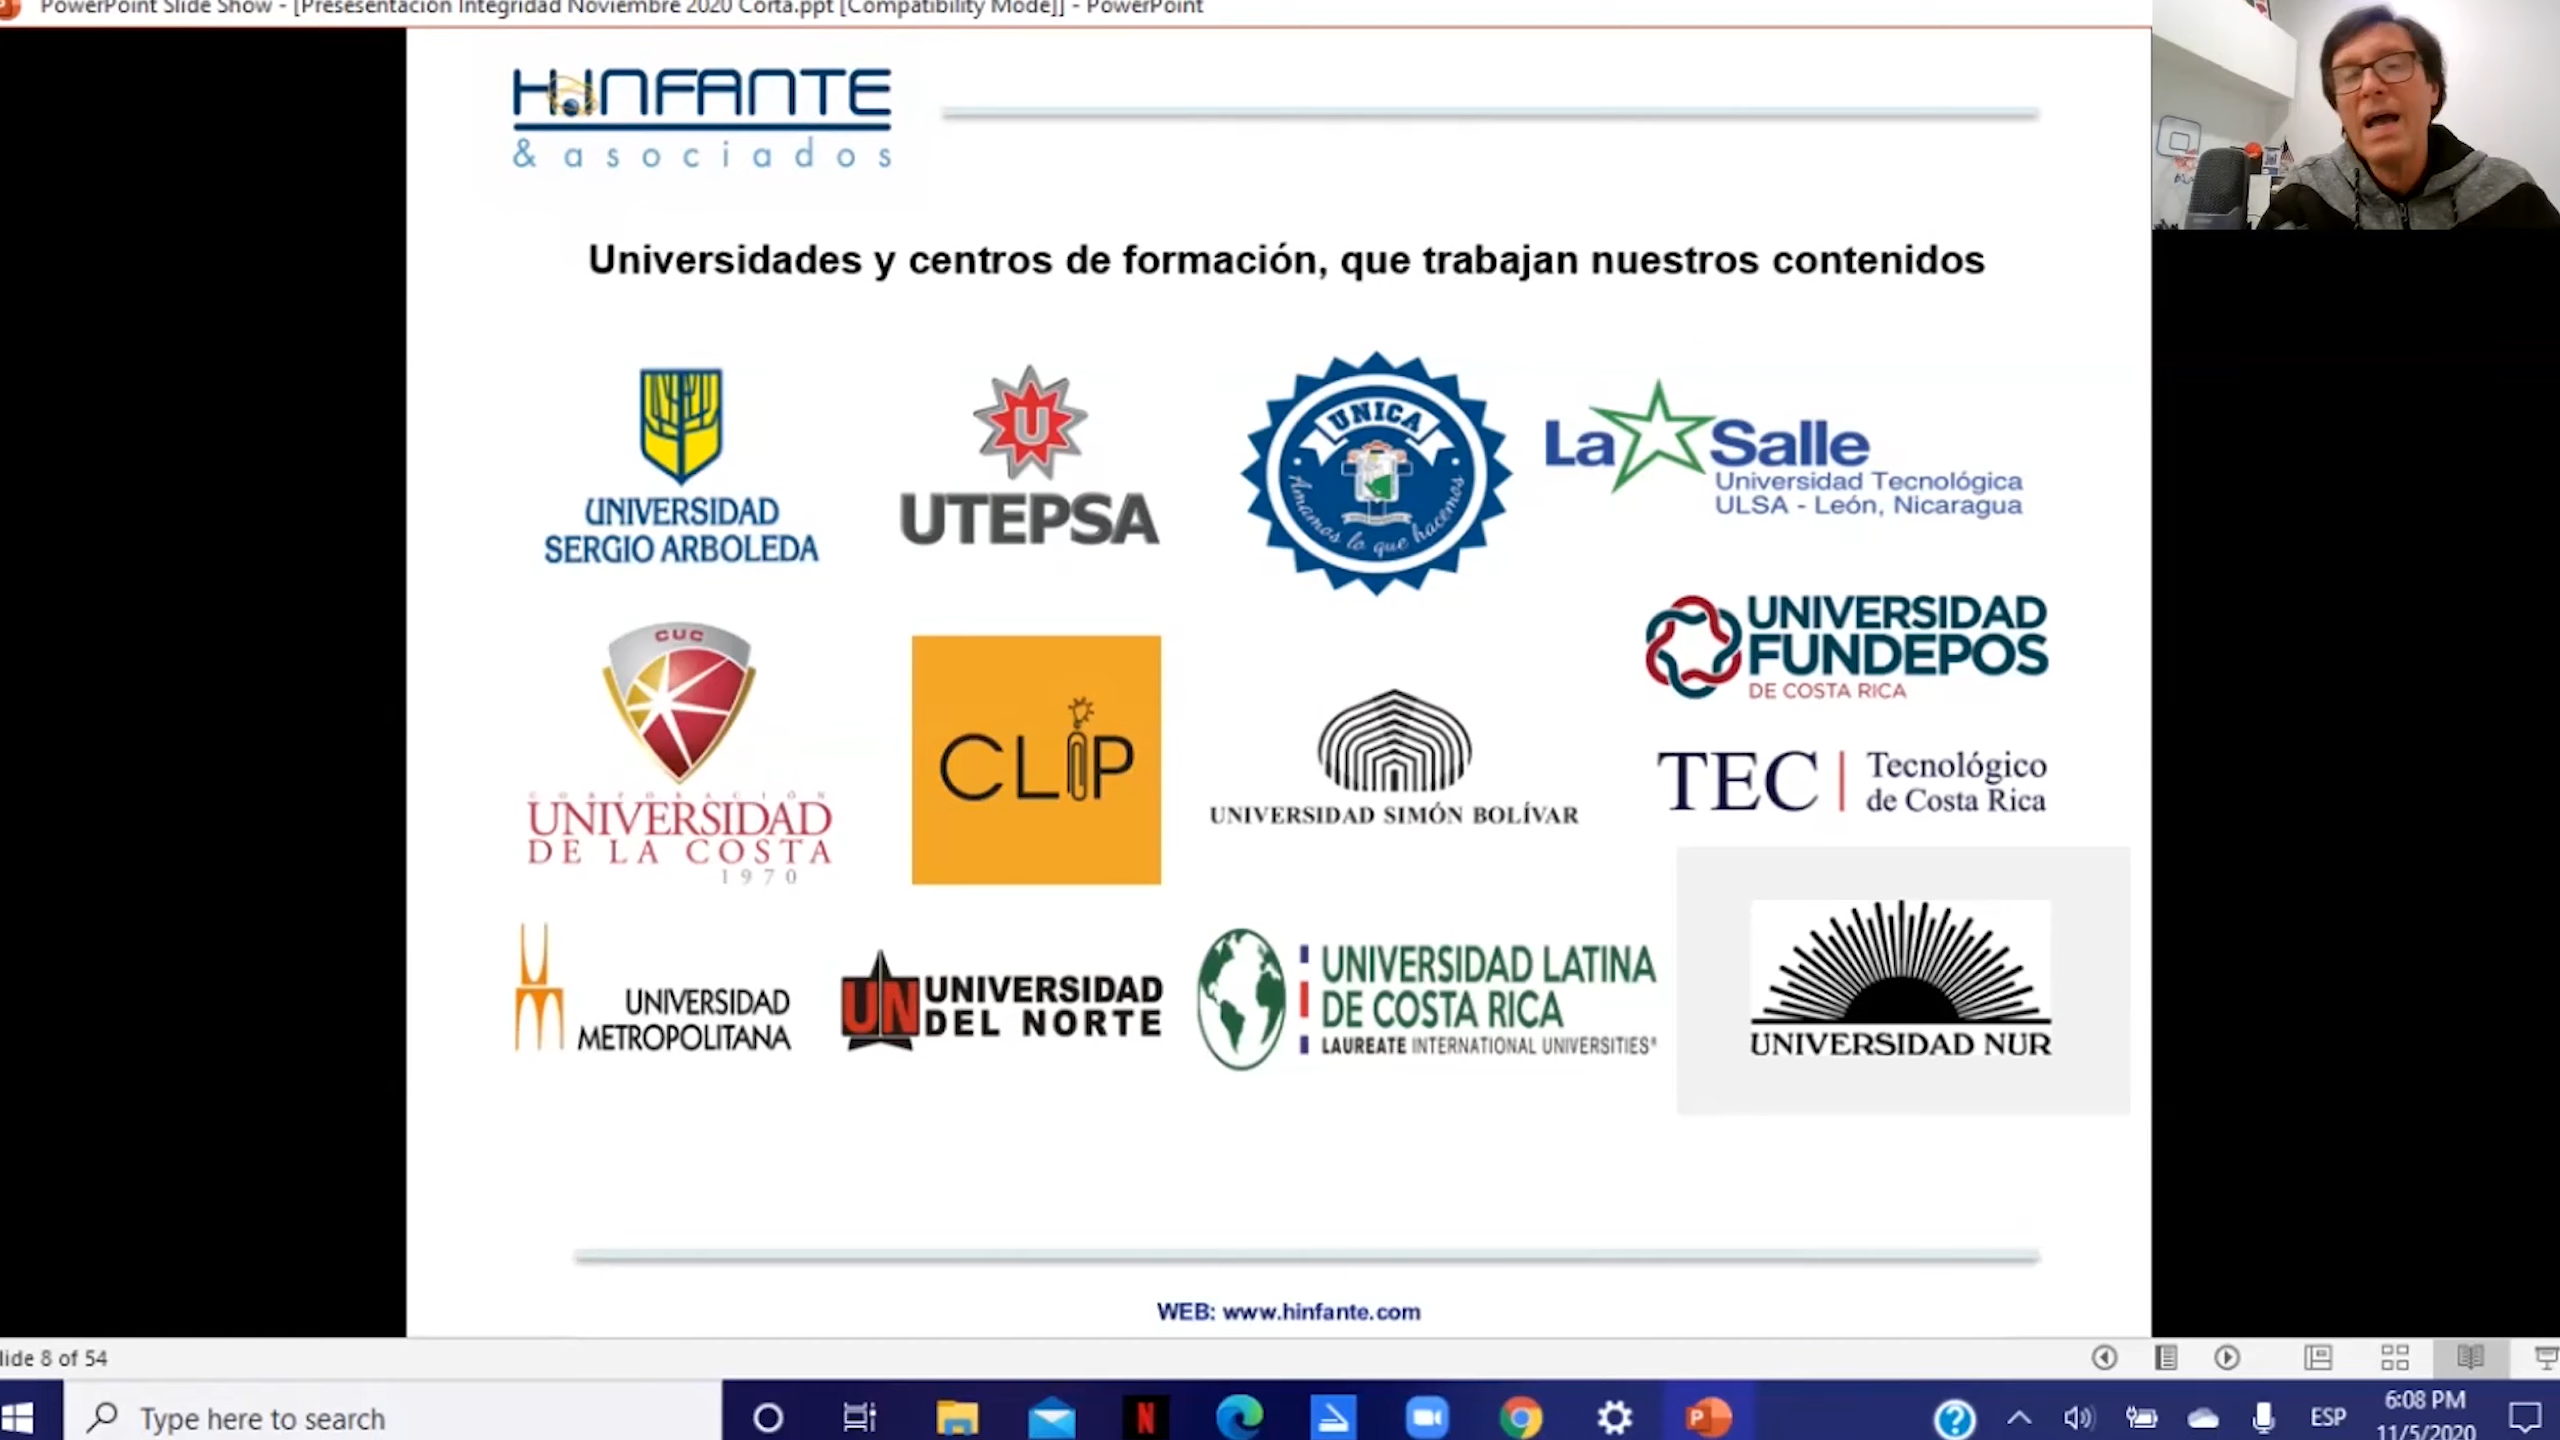 PowerPoint Slide Show - [Presesentación Integridad Noviembre 2020 Corta.ppt [Compatibility Mode]] - PowerPoint
HINFANTE
& asociados
Universidades y centros de formación, que trabajan nuestros contenidos
UNIVERSIDAD
SERGIO ARBOLEDA
U
UTEPSA
UNICA
Amamos lo que hacemos
La Salle
Universidad Tecnológica
ULSA - León, Nicaragua
CUC
CORPORACIÓN
UNIVERSIDAD
DE LA COSTA
1970
CLIP
UNIVERSIDAD SIMÓN BOLÍVAR
UNIVERSIDAD
FUNDEPOS
DE COSTA RICA
TEC | Tecnológico
de Costa Rica
UNIVERSIDAD
METROPOLITANA
UN
UNIVERSIDAD
DEL NORTE
UNIVERSIDAD LATINA
DE COSTA RICA
LAUREATE INTERNATIONAL UNIVERSITIES®
UNIVERSIDAD NUR
WEB: www.hinfante.com
lide 8 of 54
Type here to search
N
P
ESP
6:08 PM
11/5/2020